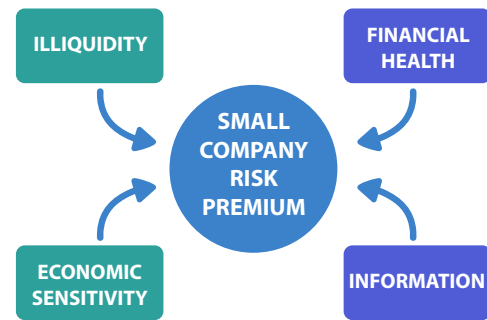 ILLIQUIDITY
FINANCIAL
HEALTH
SMALL
COMPANY
RISK
PREMIUM
ECONOMIC
SENSITIVITY
INFORMATION